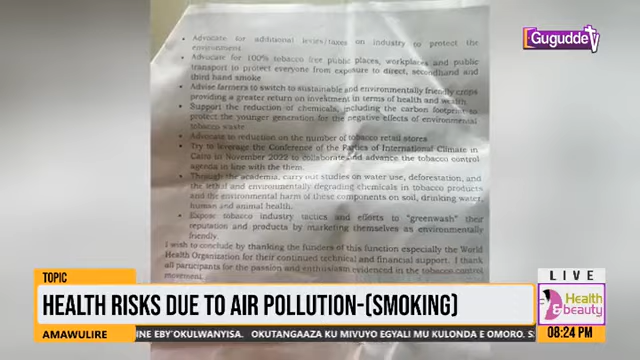 • Advocate for additional levies/taxes on industry to protect the
environment.
• Advocate for 100% tobacco free public places, workplaces and public
transport to protect everyone from exposure to direct, secondhand and
third hand smoke
• Advise farmers to switch to sustainable and environmentally friendly crops
providing a greater return on investment in terms of health and wealth
• Support the reduction of chemicals, including the carbon footprint to
protect the younger generation for the negative effects of environmental
tobacco waste
• Advocate to reduction on the number of tobacco retail stores
• Try to leverage the Conference of the Parties of International Climate in
Cairo in November 2022 to collaborate and advance the tobacco control
agenda in line with the them.
• Through the academia, carry out studies on water use, deforestation, and
the lethal and environmentally degrading chemicals in tobacco products
and the environmental harm of these components on soil, drinking water,
human and animal health.
• Expose tobacco industry tactics and efforts to "greenwash" their
reputation and products by marketing themselves as environmentally
friendly.
I wish to conclude by thanking the funders of this function especially the World
Health Organization for their continued technical and financial support. I thank
all participants for the passion and enthusiasm evidenced in the tobacco control
movement.
Gugudde tv
TOPIC
HEALTH RISKS DUE TO AIR POLLUTION-(SMOKING)
LIVE
Health
& beauty
AMAWULIRE
INE EBY'OKULWANYISA. OKUTANGAAZA KU MIVUYO EGYALI MU KULONDA E OMORO. S
08:24 PM